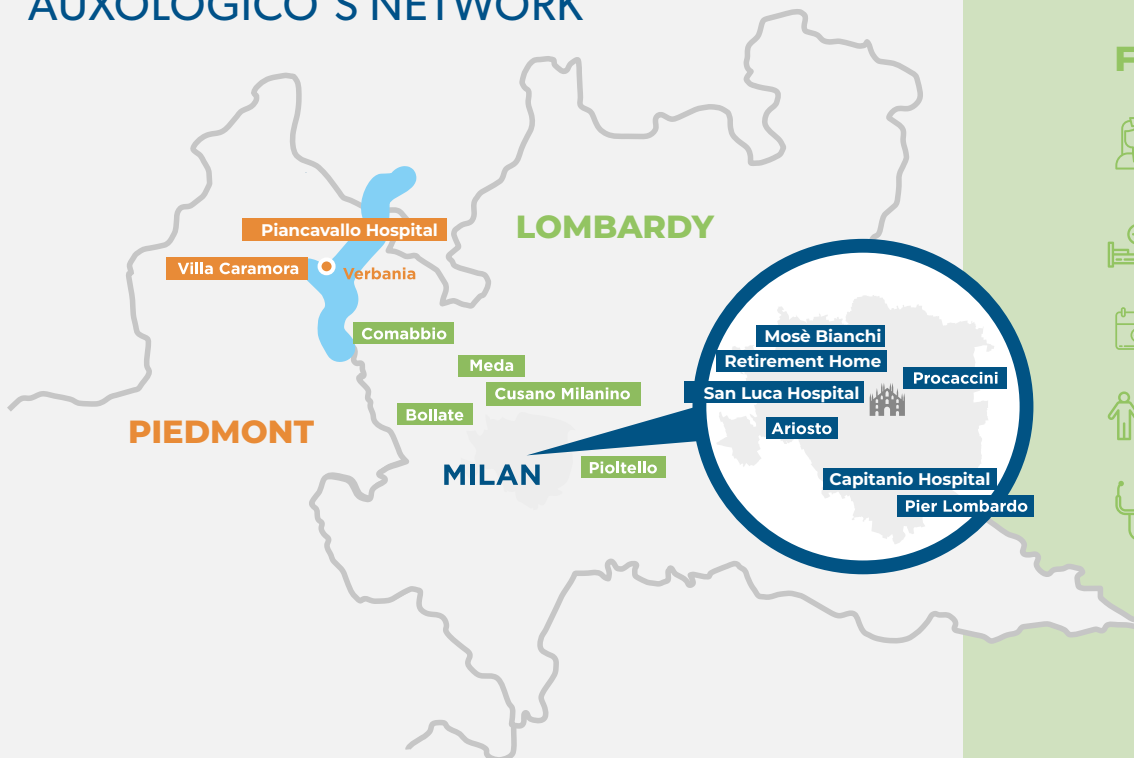 AUXOLOGICO'S NETWORK
F
Piancavallo Hospital
LOMBARDY
Villa Caramora
Verbania
Comabbio
Mosè Bianchi
Retirement Home
Meda
Procaccini
Cusano Milanino
San Luca Hospital
Bollate
Ariosto
PIEDMONT
MILAN
Pioltello
Capitanio Hospital
Pier Lombardo